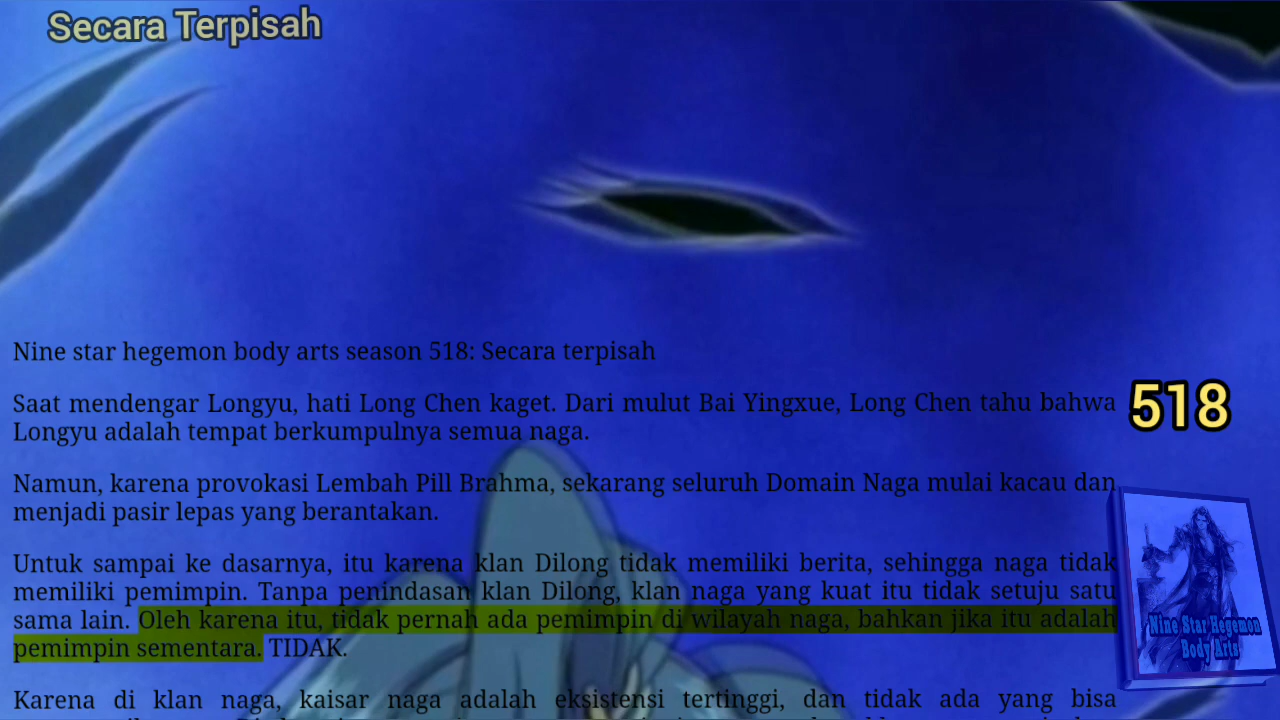 Secara Terpisah
Nine star hegemon body arts season 518: Secara terpisah
Saat mendengar Longyu, hati Long Chen kaget. Dari mulut Bai Yingxue, Long Chen tahu bahwa
Longyu adalah tempat berkumpulnya semua naga.
518
Namun, karena provokasi Lembah Pill Brahma, sekarang seluruh Domain Naga mulai kacau dan
menjadi pasir lepas yang berantakan.
Untuk sampai ke dasarnya, itu karena klan Dilong tidak memiliki berita, sehingga naga tidak
memiliki pemimpin. Tanpa penindasan klan Dilong, klan naga yang kuat itu tidak setuju satu
sama lain. Oleh karena itu, tidak pernah ada pemimpin di wilayah naga, bahkan jika itu adalah
pemimpin sementara. TIDAK.
Nine Star Hegemon
Body Arts
Karena di klan naga, kaisar naga adalah eksistensi tertinggi, dan tidak ada yang bisa